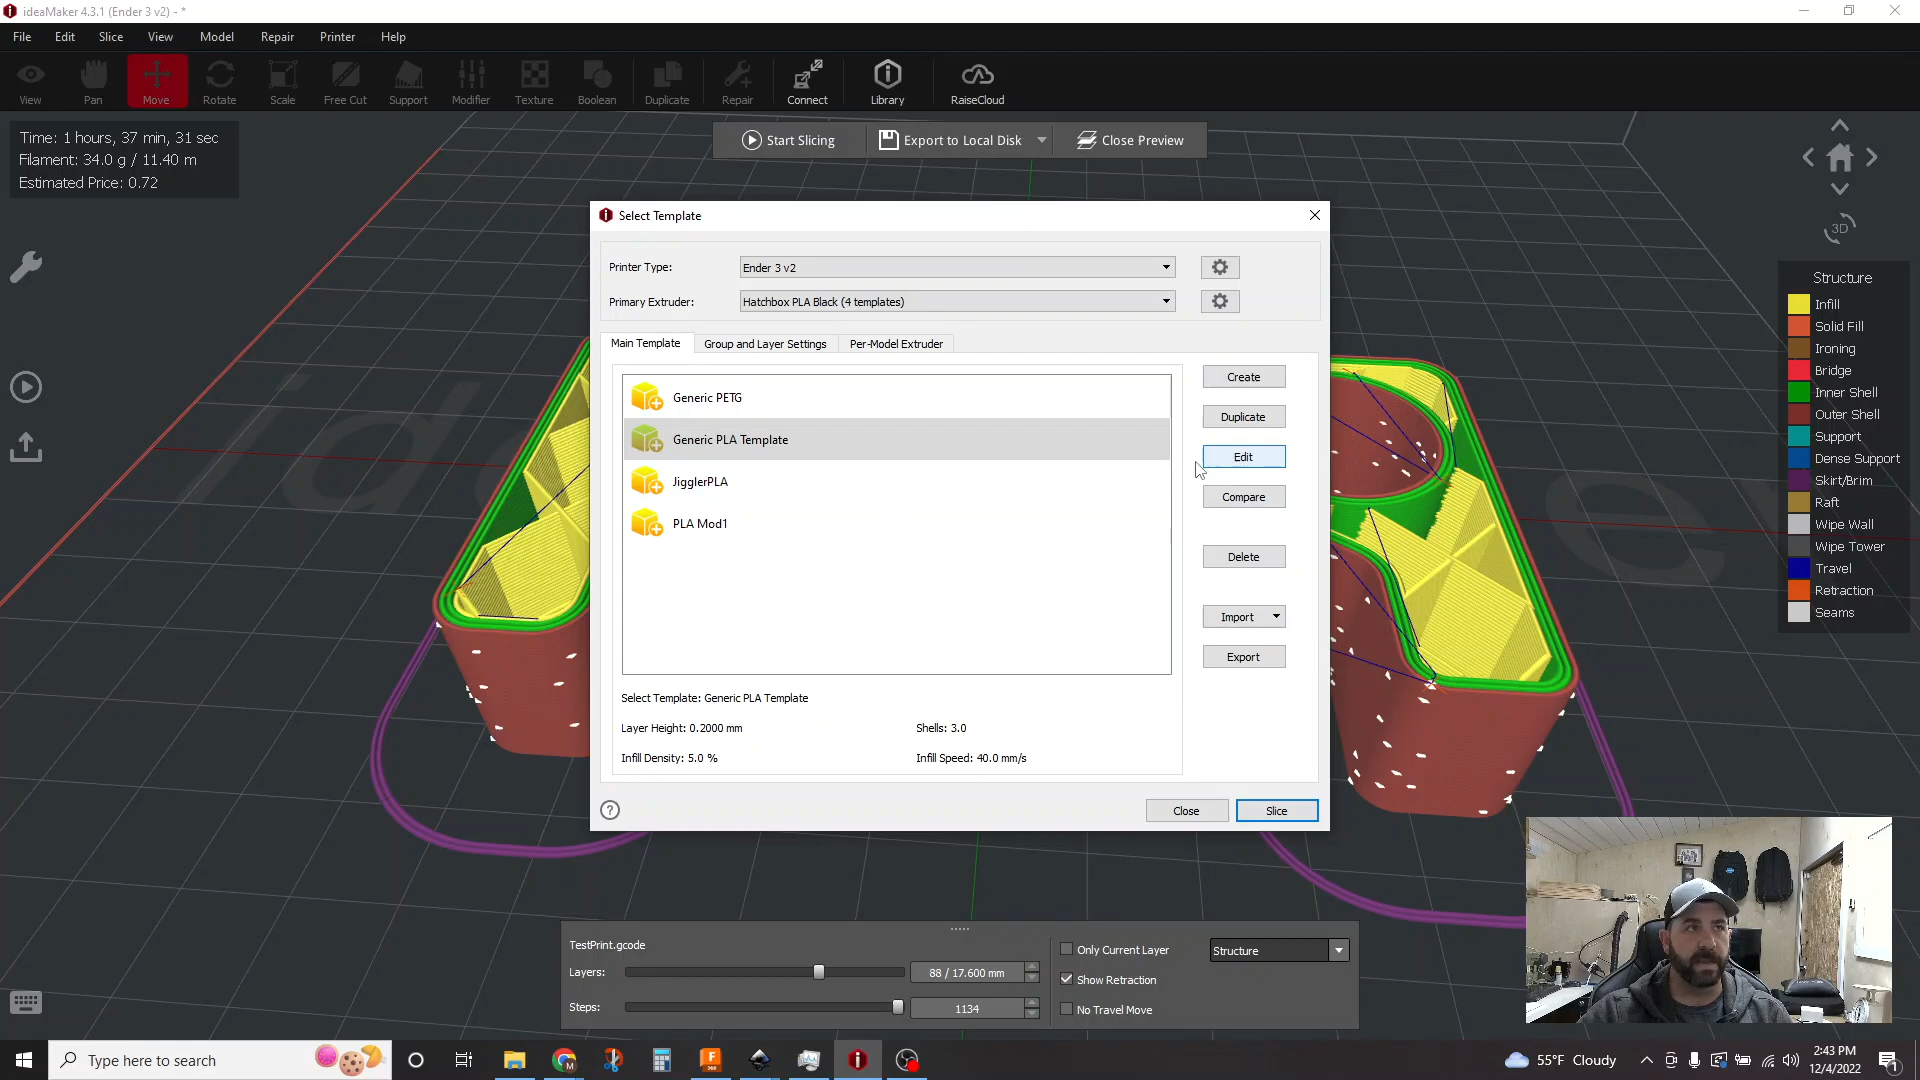 ideaMaker 4.3.1 (Ender 3 v2) - *
File Edit Slice View Model Repair Printer Help
View Pan Move Rotate Scale Free Cut Support Modifier Texture Boolean Duplicate Repair Connect Library RaiseCloud
Time: 1 hours, 37 min, 31 sec
Filament: 34.0 g / 11.40 m
Estimated Price: 0.72
Start Slicing Export to Local Disk Close Preview
3D
Select Template
Printer Type: Ender 3 v2
Primary Extruder: Hatchbox PLA Black (4 templates)
Main Template Group and Layer Settings Per-Model Extruder
Generic PETG
Generic PLA Template
JigglerPLA
PLA Mod1
Create
Duplicate
Edit
Compare
Delete
Import
Export
Select Template: Generic PLA Template
Layer Height: 0.2000 mm Shells: 3.0
Infill Density: 5.0 % Infill Speed: 40.0 mm/s
? Close Slice
Structure
Infill
Solid Fill
Ironing
Bridge
Inner Shell
Outer Shell
Support
Dense Support
Skirt/Brim
Raft
Wipe Wall
Wipe Tower
Travel
Retraction
Seams
TestPrint.gcode
Layers: 88 / 17.600 mm
Steps: 1134
Only Current Layer
Show Retraction
No Travel Move
Structure
Type here to search
55°F Cloudy
2:43 PM
12/4/2022